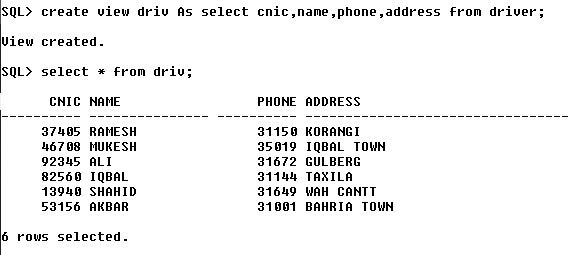 SQL> create view driv As select cnic,name,phone,address from driver;
View created.
SQL> select * from driv;
CNIC NAME PHONE ADDRESS
---------- --------------- ---------- ------------------------------
37405 RAMESH 31150 KORANGI
46708 MUKESH 35019 IQBAL TOWN
92345 ALI 31672 GULBERG
82560 IQBAL 31144 TAXILA
13940 SHAHID 31649 WAH CANTT
53156 AKBAR 31001 BAHRIA TOWN
6 rows selected.